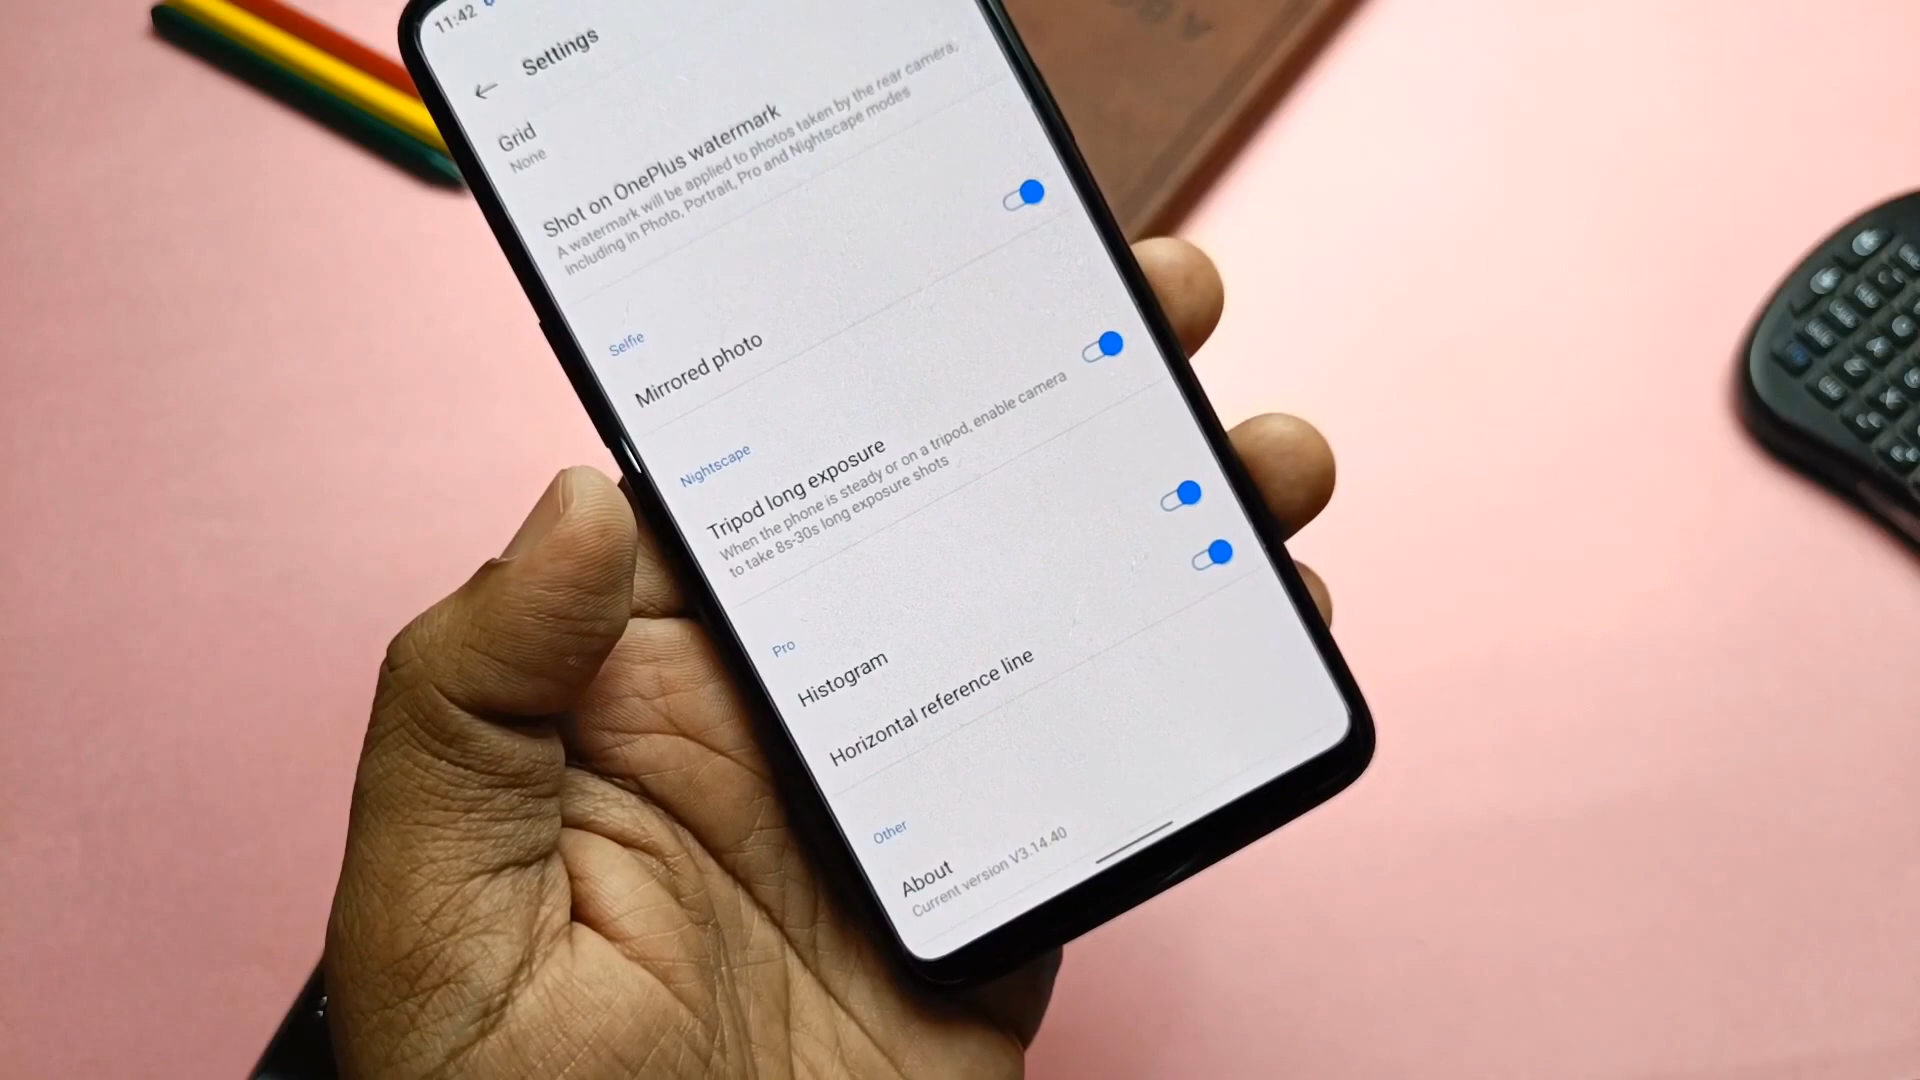 11:42
Settings
Grid
None
Shot on OnePlus watermark
A watermark will be applied to photos taken by the rear camera,
including in Photo, Portrait, Pro and Nightscape modes
Selfie
Mirrored photo
Nightscape
Tripod long exposure
When the phone is steady or on a tripod, enable camera
to take 8s-30s long exposure shots
Pro
Histogram
Horizontal reference line
Other
About
Current version V3.14.40